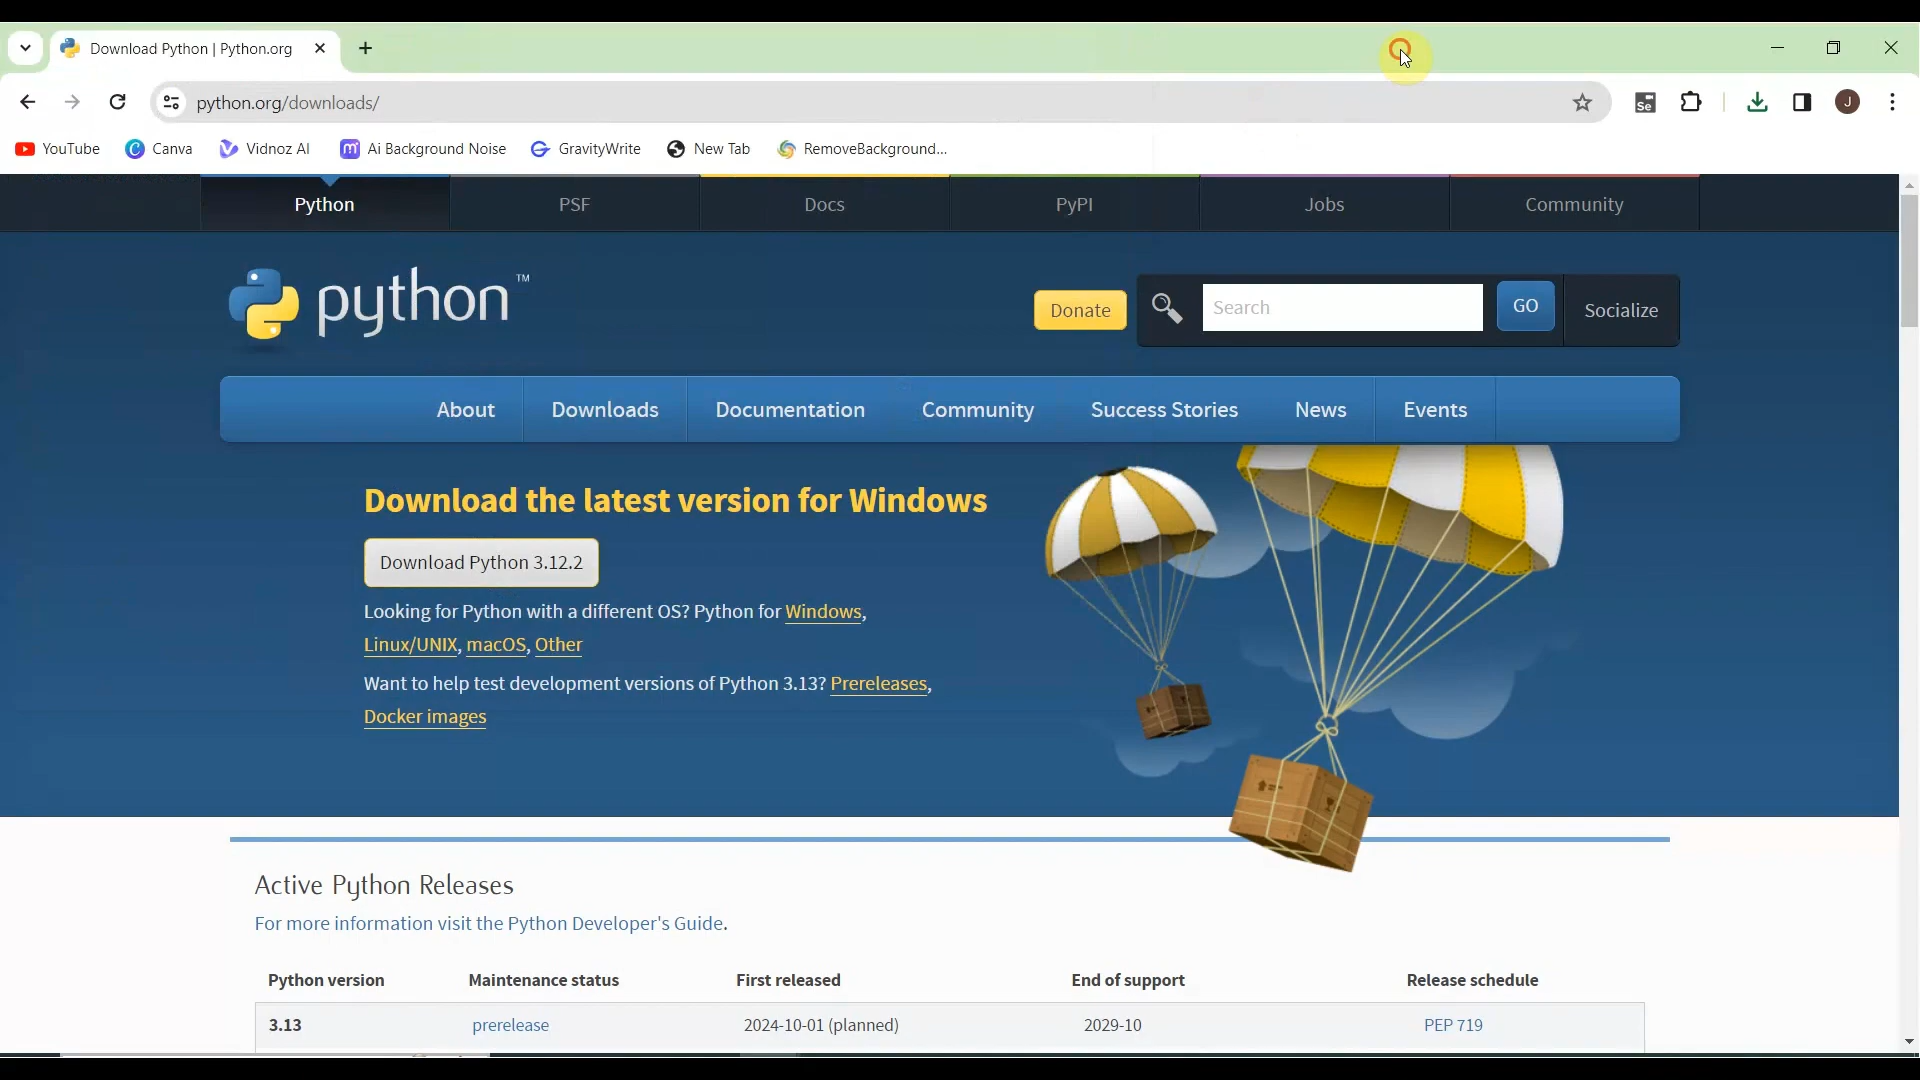 Download Python | Python.org
python.org/downloads/
Se
J
YouTube
Canva
Vidnoz AI
Ai Background Noise
GravityWrite
New Tab
RemoveBackground...
Python
PSF
Docs
PyPI
Jobs
Community
python™
Donate
Search
GO
Socialize
About
Downloads
Documentation
Community
Success Stories
News
Events
Download the latest version for Windows
Download Python 3.12.2
Looking for Python with a different OS? Python for Windows,
Linux/UNIX, macOS, Other
Want to help test development versions of Python 3.13? Prereleases,
Docker images
Active Python Releases
For more information visit the Python Developer's Guide.
Python version Maintenance status First released End of support Release schedule
3.13 prerelease 2024-10-01 (planned) 2029-10 PEP 719